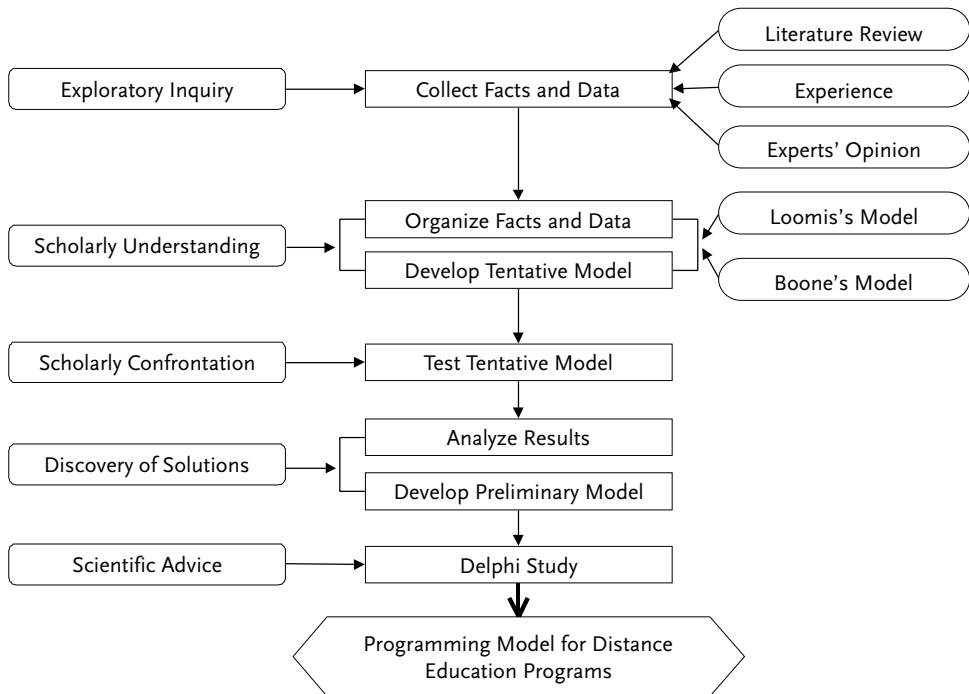 Literature Review
Exploratory Inquiry
Collect Facts and Data
Experience
Experts’ Opinion
Organize Facts and Data
Loomis’s Model
Scholarly Understanding
Develop Tentative Model
Boone’s Model
Scholarly Confrontation
Test Tentative Model
Analyze Results
Discovery of Solutions
Develop Preliminary Model
Scientific Advice
Delphi Study
Programming Model for Distance
Education Programs